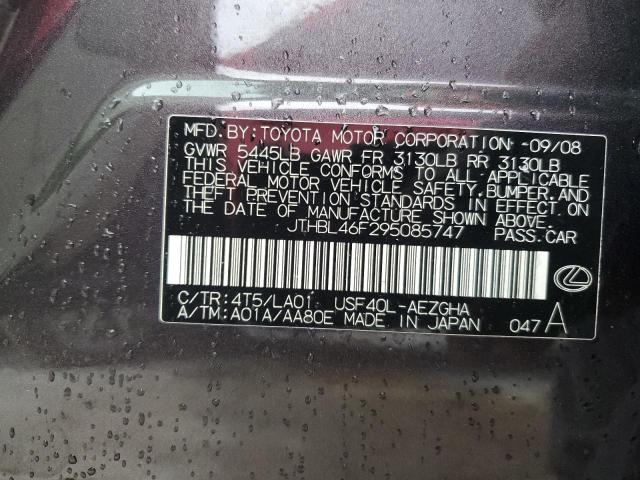 MFD. BY: TOYOTA MOTOR CORPORATION 09/08
GVWR 5445LB GAWR FR 3130LB RR 3130LB
THIS VEHICLE CONFORMS TO ALL APPLICABLE
FEDERAL MOTOR VEHICLE SAFETY, BUMPER, AND
THEFT PREVENTION STANDARDS IN EFFECT ON
THE DATE OF MANUFACTURE SHOWN ABOVE.
JTHBL46F295085747 PASS.CAR
C/TR: 4T5/LA01 USF40L-AEZGHA
A/TM: A01A/AA80E MADE IN JAPAN 047 A